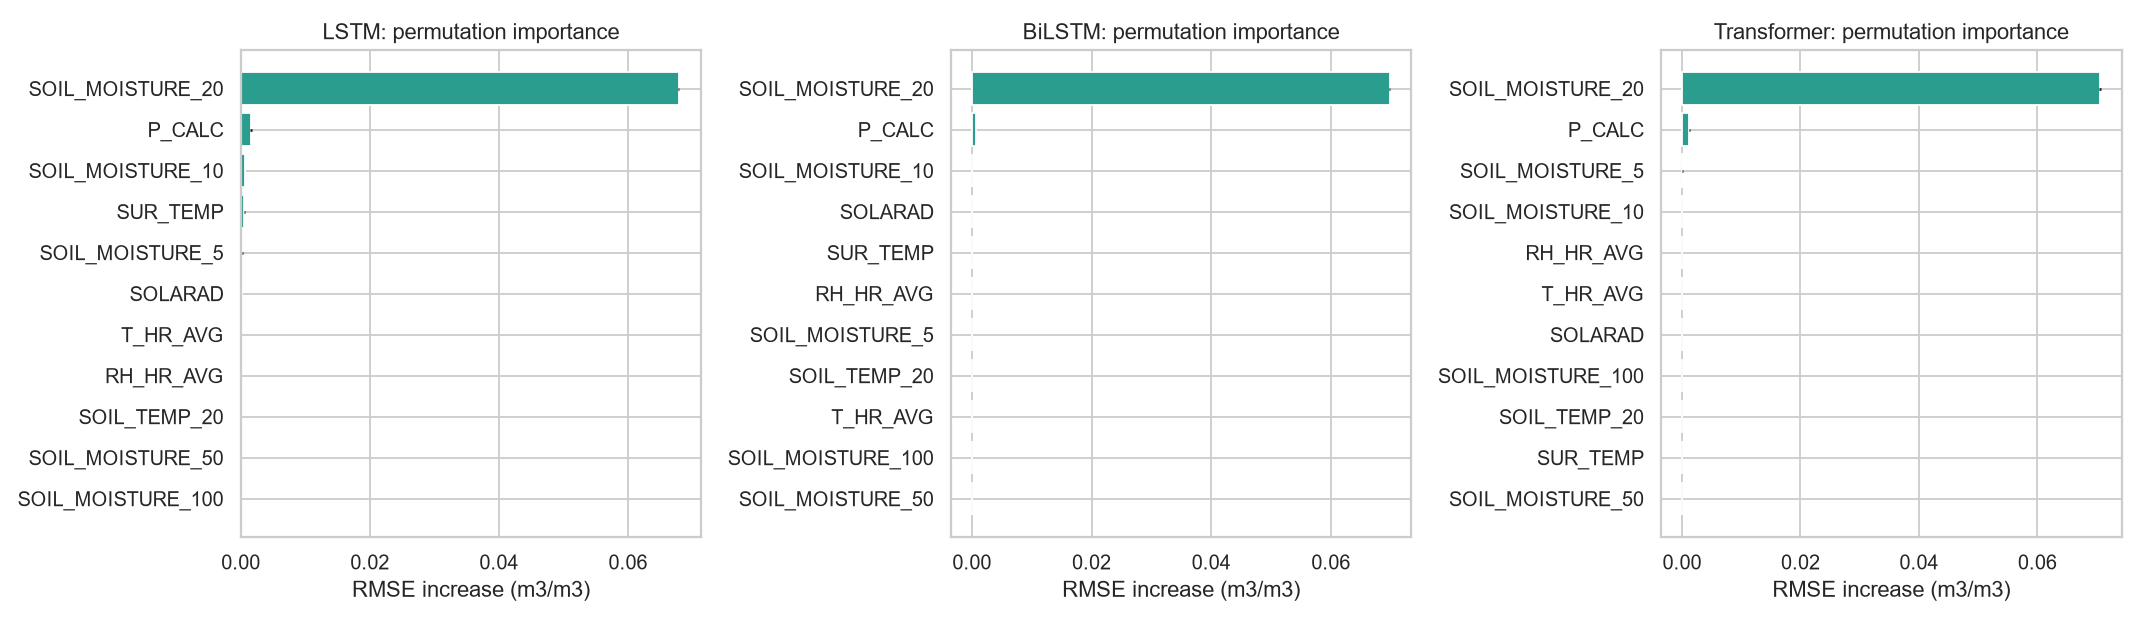 LSTM: permutation importance
SOIL_MOISTURE_20
P_CALC
SOIL_MOISTURE_10
SUR_TEMP
SOIL_MOISTURE_5
SOLARAD
T_HR_AVG
RH_HR_AVG
SOIL_TEMP_20
SOIL_MOISTURE_50
SOIL_MOISTURE_100
0.00 0.02 0.04 0.06
RMSE increase (m3/m3)
BiLSTM: permutation importance
SOIL_MOISTURE_20
P_CALC
SOIL_MOISTURE_10
SOLARAD
SUR_TEMP
RH_HR_AVG
SOIL_MOISTURE_5
SOIL_TEMP_20
T_HR_AVG
SOIL_MOISTURE_100
SOIL_MOISTURE_50
0.00 0.02 0.04 0.06
RMSE increase (m3/m3)
Transformer: permutation importance
SOIL_MOISTURE_20
P_CALC
SOIL_MOISTURE_5
SOIL_MOISTURE_10
RH_HR_AVG
T_HR_AVG
SOLARAD
SOIL_MOISTURE_100
SOIL_TEMP_20
SUR_TEMP
SOIL_MOISTURE_50
0.00 0.02 0.04 0.06
RMSE increase (m3/m3)